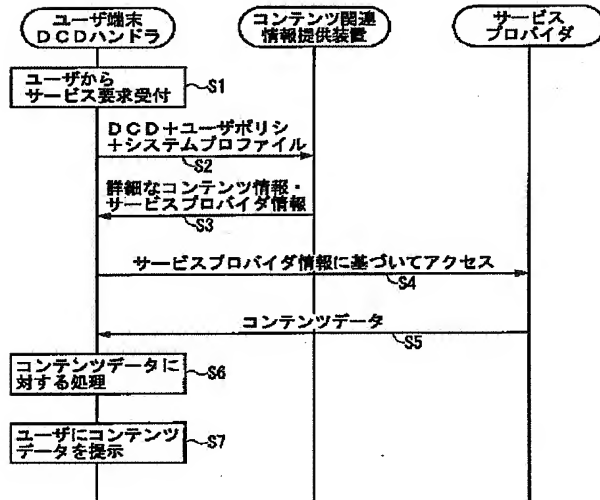 ユーザ端末
DCDハンドラ
コンテンツ関連
情報提供装置
サービス
プロバイダ
ユーザから
サービス要求受付
S1
DCD+ユーザポリシ
+システムプロファイル
S2
詳細なコンテンツ情報・
サービスプロバイダ情報
S3
サービスプロバイダ情報に基づいてアクセス
S4
コンテンツデータ
S5
コンテンツデータに
対する処理
S6
ユーザにコンテンツ
データを提示
S7